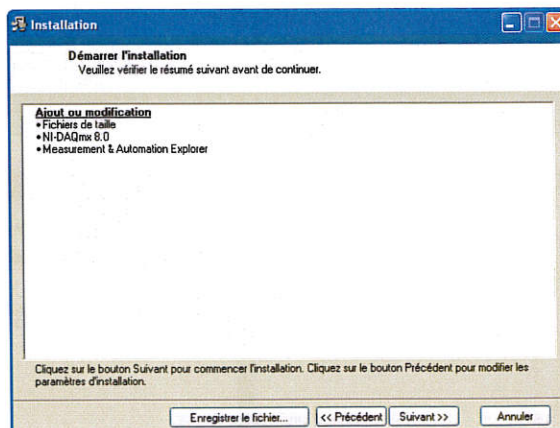 Installation
Démarrer l'installation
Veuillez vérifier le résumé suivant avant de continuer.
Ajout ou modification
•Fichiers de taille
•NI-DAQmx 8.0
•Measurement & Automation Explorer
Cliquez sur le bouton Suivant pour commencer l'installation. Cliquez sur le bouton Précédent pour modifier les
paramètres d'installation.
Enregistrer le fichier... << Précédent Suivant >> Annuler